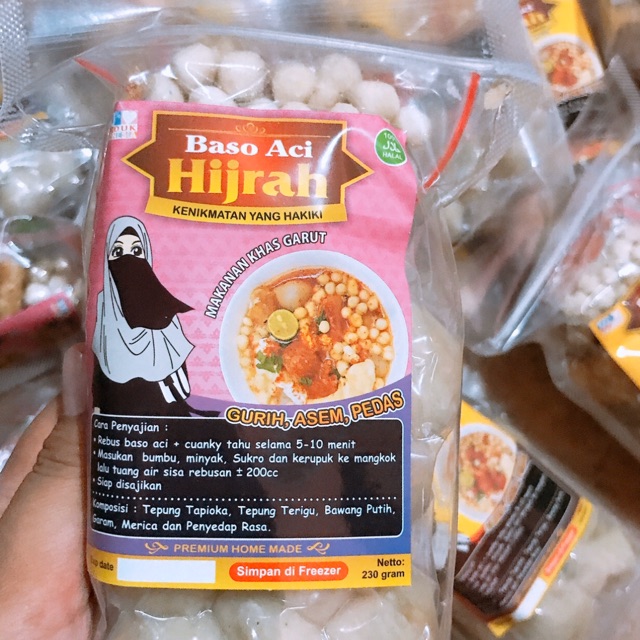 Baso Aci
Hijrah
KENIKMATAN YANG HAKIKI
HALAL
MAKANAN KHAS GARUT
GURIH, ASEM, PEDAS
Cara Penyajian :
- Rebus baso aci + cuanky tahu selama 5-10 menit
- Masukan bumbu, minyak, Sukro dan kerupuk ke mangkok
lalu tuang air sisa rebusan ± 200cc
- Siap disajikan
Komposisi : Tepung Tapioka, Tepung Terigu, Bawang Putih,
Garam, Merica dan Penyedap Rasa.
PREMIUM HOME MADE
date
Simpan di Freezer
Netto:
230 gram